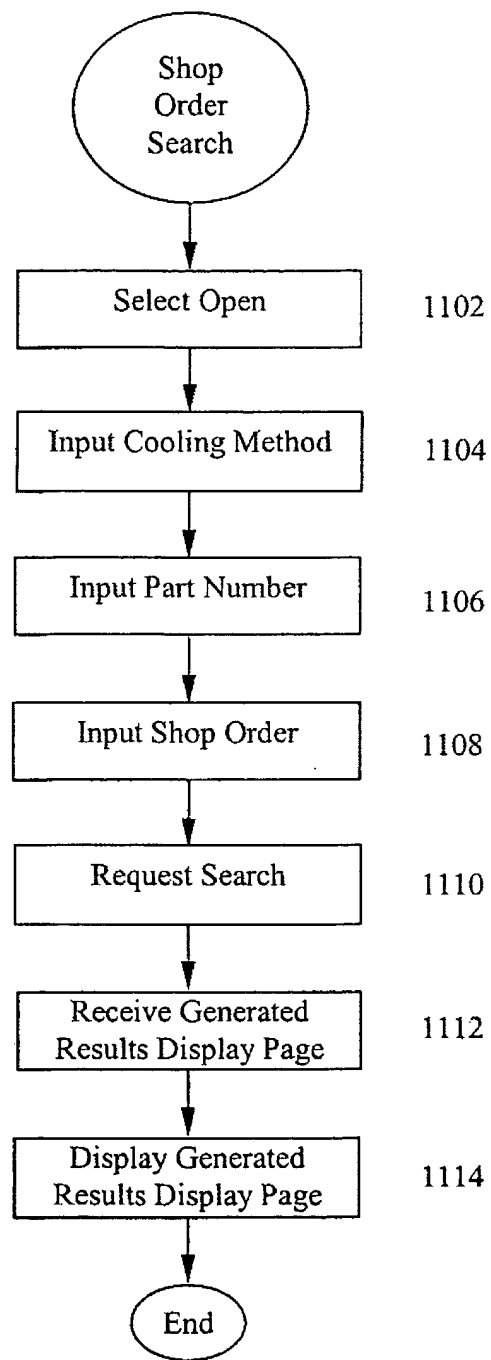 Shop
Order
Search
Select Open 1102
Input Cooling Method 1104
Input Part Number 1106
Input Shop Order 1108
Request Search 1110
Receive Generated
Results Display Page 1112
Display Generated
Results Display Page 1114
End